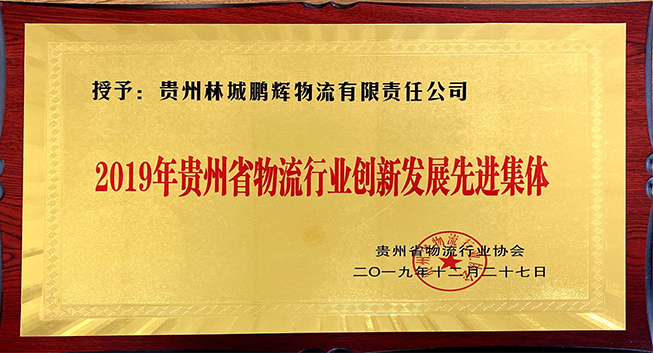 授予：贵州林城鹏辉物流有限责任公司
2019年贵州省物流行业创新发展先进集体
贵州省物流行业协会
二〇一九年十二月二十七日